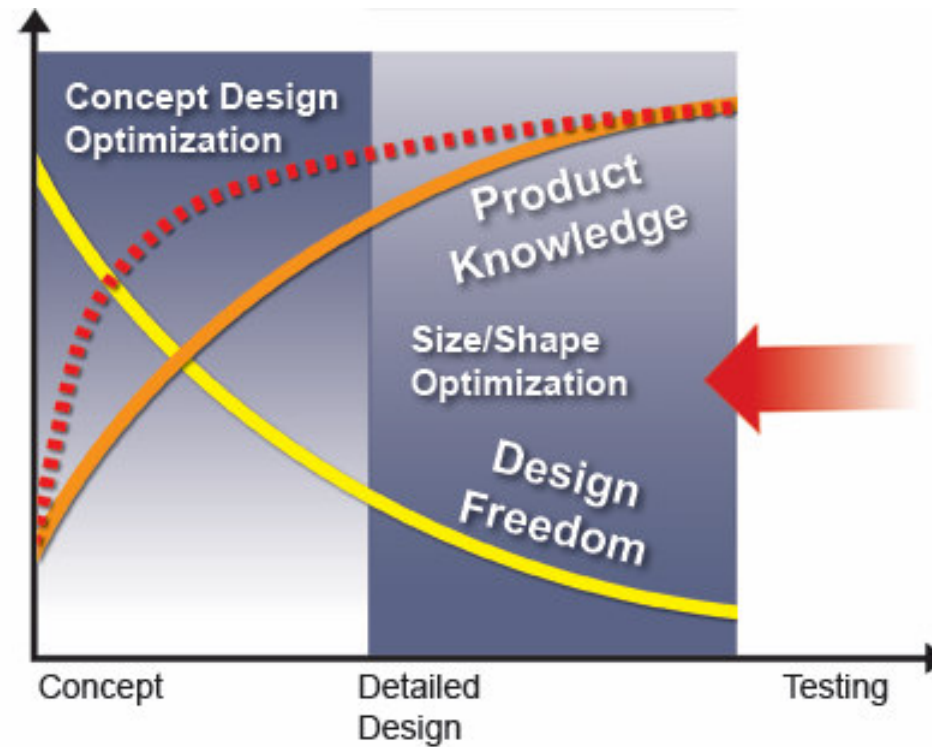 Concept Design
Optimization
Product
Knowledge
Size/Shape
Optimization
Design
Freedom
Concept
Detailed
Design
Testing